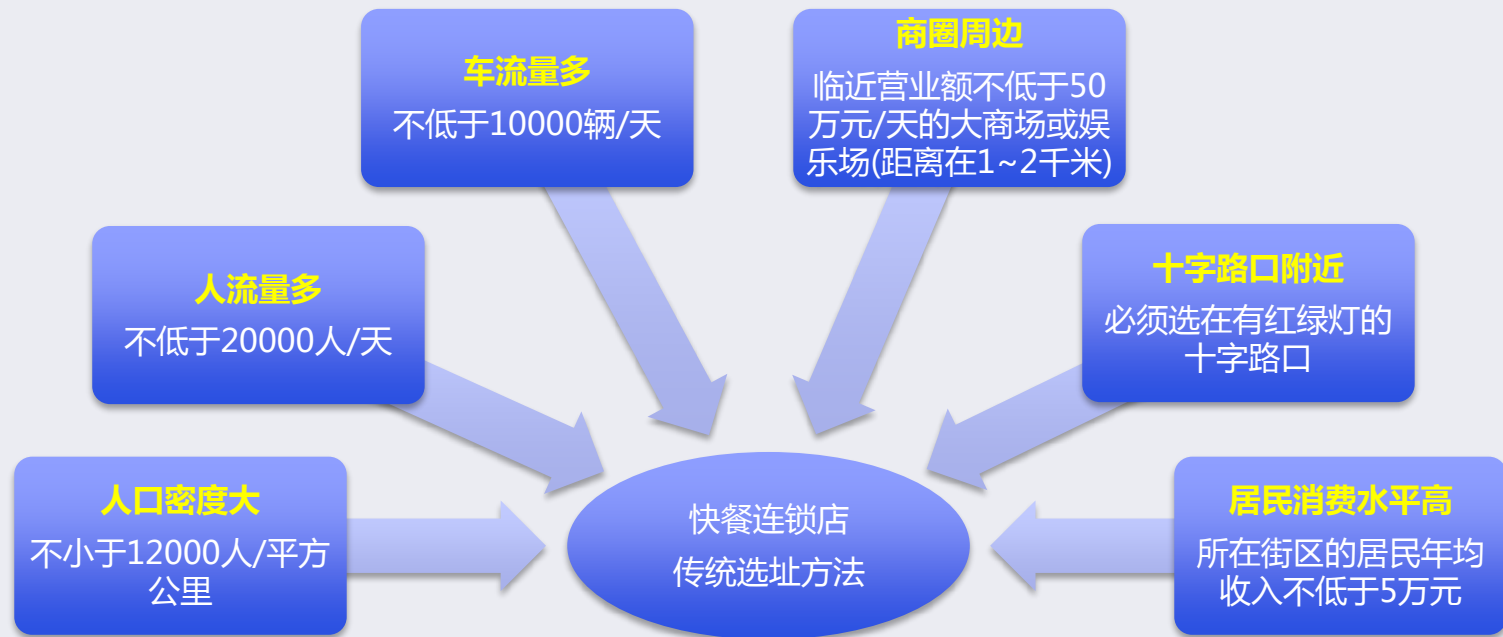 车流量多
不低于10000辆/天
商圈周边
临近营业额不低于50
万元/天的大商场或娱
乐场(距离在1~2千米)
人流量多
不低于20000人/天
十字路口附近
必须选在有红绿灯的
十字路口
人口密度大
不小于12000人/平方
公里
快餐连锁店
传统选址方法
居民消费水平高
所在街区的居民年均
收入不低于5万元